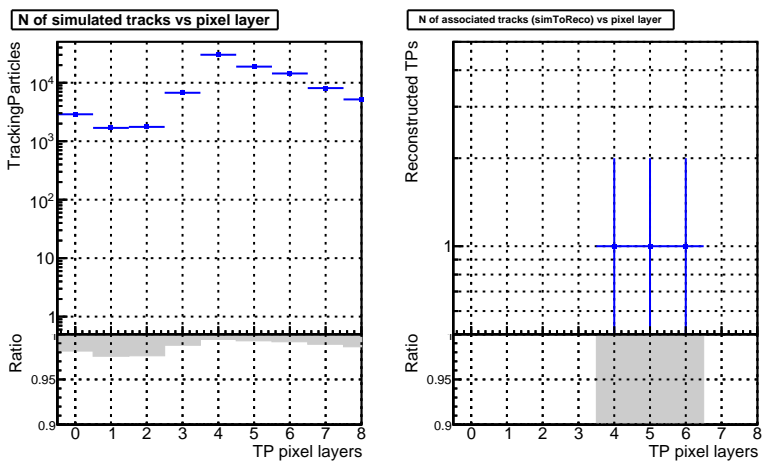 N of simulated tracks vs pixel layer
TrackingParticles
10^4
10^3
10^2
10
1
Ratio
0.95
0.9
0 1 2 3 4 5 6 7 8
TP pixel layers
N of associated tracks (simToReco) vs pixel layer
Reconstructed TPs
1
Ratio
0.95
0.9
0 1 2 3 4 5 6 7 8
TP pixel layers